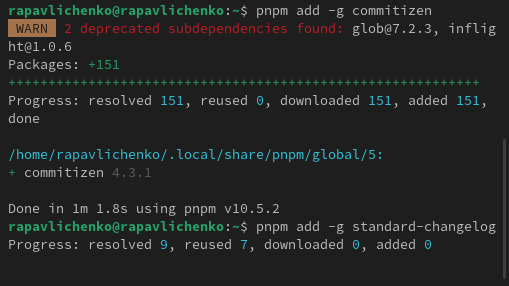 rapavlichenko@rapavlichenko:~$ pnpm add -g commitizen
WARN 2 deprecated subdependencies found: glob@7.2.3, inflig
ht@1.0.6
Packages: +151
+++++++++++++++++++++++++++++++++++++++++++++++++++++++++++
Progress: resolved 151, reused 0, downloaded 151, added 151,
done
/home/rapavlichenko/.local/share/pnpm/global/5:
+ commitizen 4.3.1
Done in 1m 1.8s using pnpm v10.5.2
rapavlichenko@rapavlichenko:~$ pnpm add -g standard-changelog
Progress: resolved 9, reused 7, downloaded 0, added 0